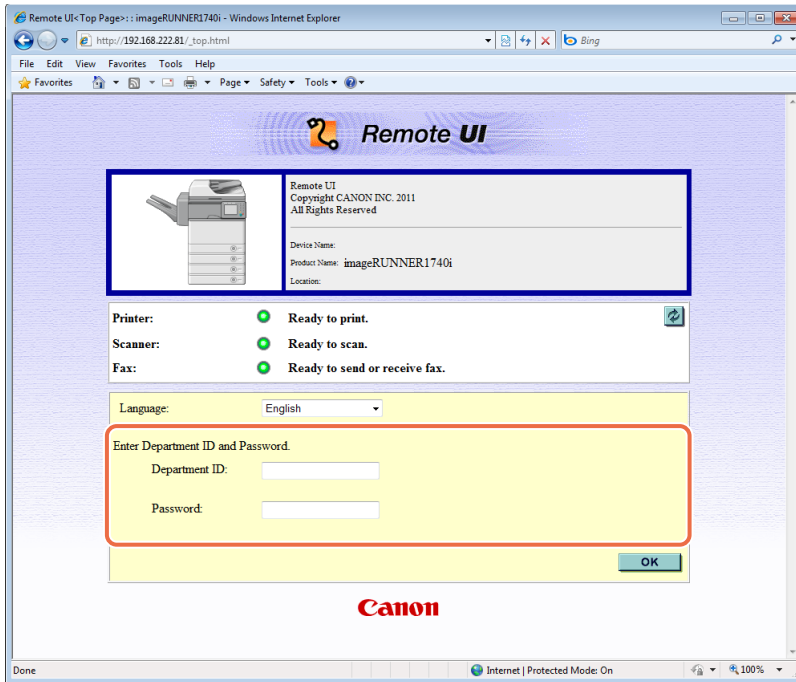 Remote UI<Top Page>: : imageRUNNER1740i - Windows Internet Explorer
http://192.168.222.81/_top.html
Bing
File Edit View Favorites Tools Help
Favorites Page Safety Tools
Remote UI
Remote UI
Copyright CANON INC. 2011
All Rights Reserved
Device Name:
Product Name: imageRUNNER1740i
Location:
Printer: Ready to print.
Scanner: Ready to scan.
Fax: Ready to send or receive fax.
Language: English
Enter Department ID and Password.
Department ID:
Password:
OK
Canon
Done Internet | Protected Mode: On 100%